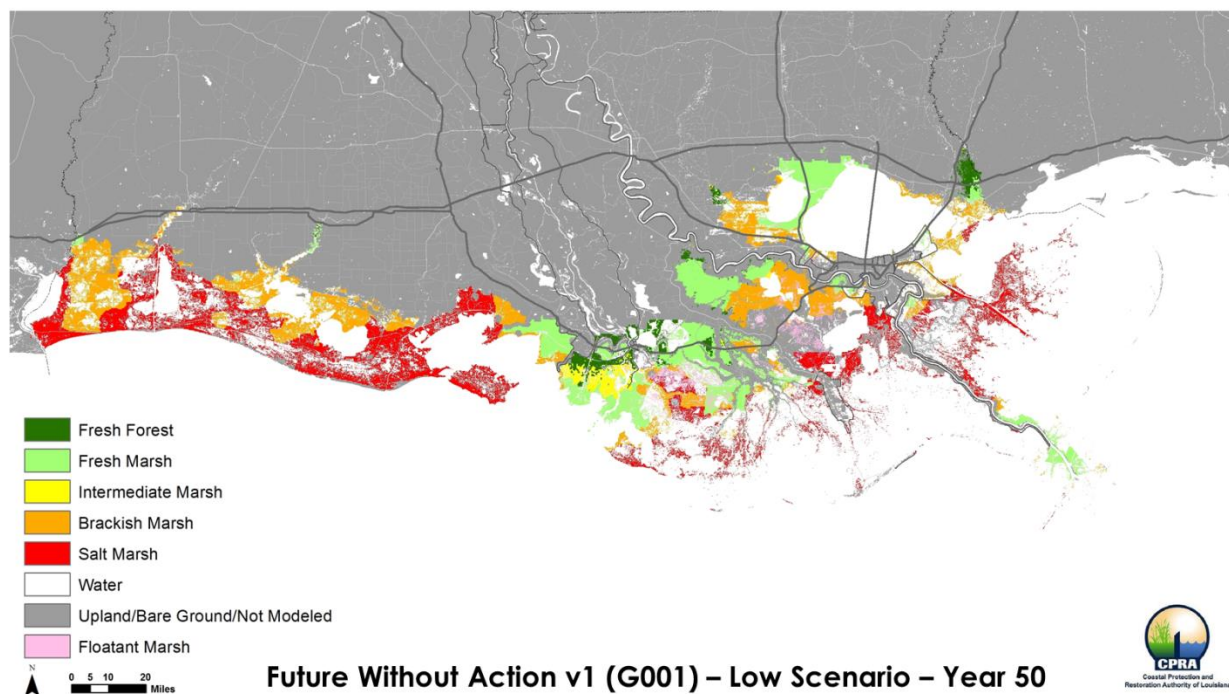 Fresh Forest
Fresh Marsh
Intermediate Marsh
Brackish Marsh
Salt Marsh
Water
Upland/Bare Ground/Not Modeled
Floatant Marsh
N
0 5 10 20
Miles
Future Without Action v1 (G001) – Low Scenario – Year 50
CPRA
Coastal Protection and
Restoration Authority of Louisiana